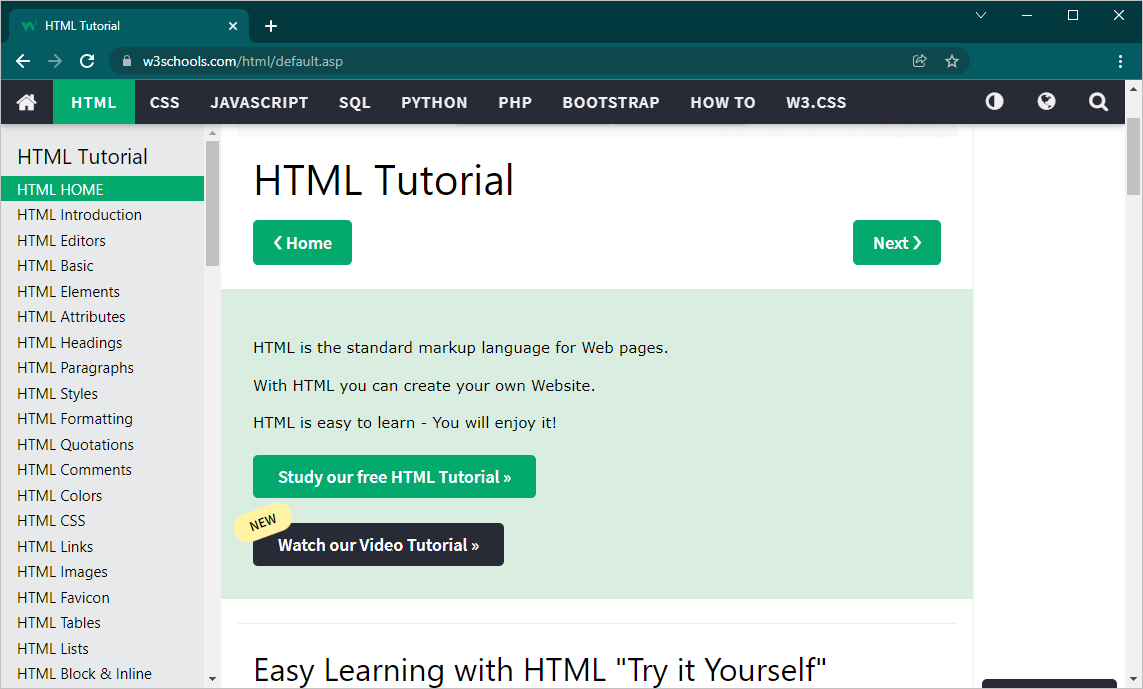 HTML Tutorial
w3schools.com/html/default.asp
HTML CSS JAVASCRIPT SQL PYTHON PHP BOOTSTRAP HOW TO W3.CSS
HTML Tutorial
HTML HOME
HTML Introduction
HTML Editors
HTML Basic
HTML Elements
HTML Attributes
HTML Headings
HTML Paragraphs
HTML Styles
HTML Formatting
HTML Quotations
HTML Comments
HTML Colors
HTML CSS
HTML Links
HTML Images
HTML Favicon
HTML Tables
HTML Lists
HTML Block & Inline
HTML Tutorial
❮ Home
Next ❯
HTML is the standard markup language for Web pages.
With HTML you can create your own Website.
HTML is easy to learn - You will enjoy it!
Study our free HTML Tutorial »
NEW
Watch our Video Tutorial »
Easy Learning with HTML "Try it Yourself"